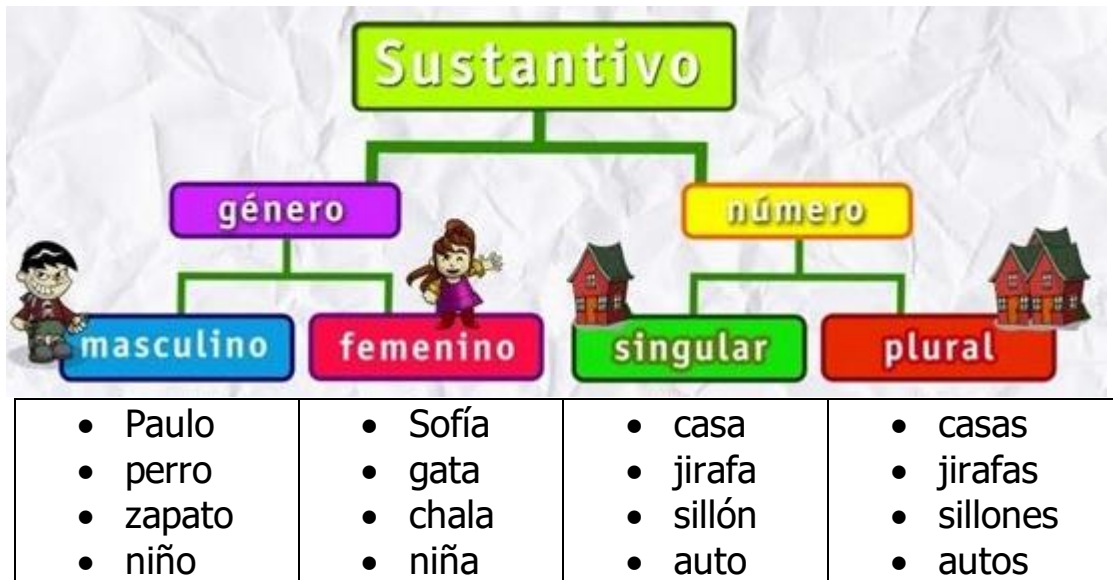 Sustantivo
género
número
masculino
femenino
singular
plural
• Paulo
• perro
• zapato
• niño
• Sofía
• gata
• chala
• niña
• casa
• jirafa
• sillón
• auto
• casas
• jirafas
• sillones
• autos